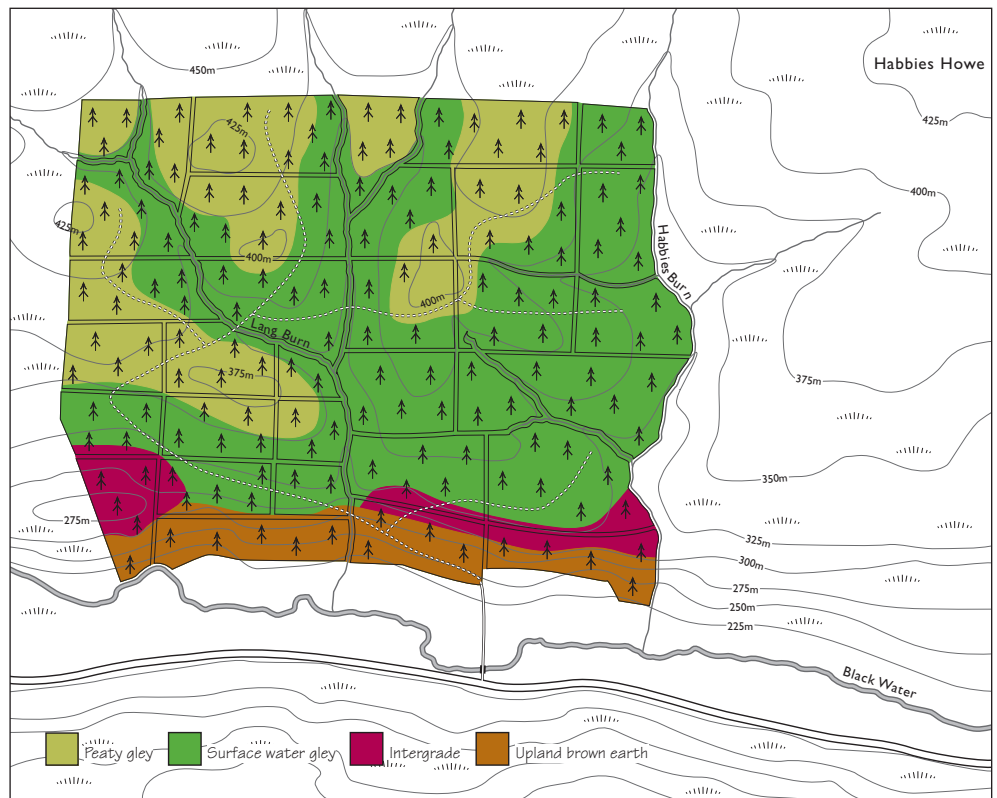 450m
Habbies Howe
425m
425m
400m
425m
400m
Habbies Burn
400m
Lang Burn
375m
375m
350m
275m
325m
300m
275m
250m
225m
Black Water
Peaty gley
Surface water gley
Intergrade
Upland brown earth